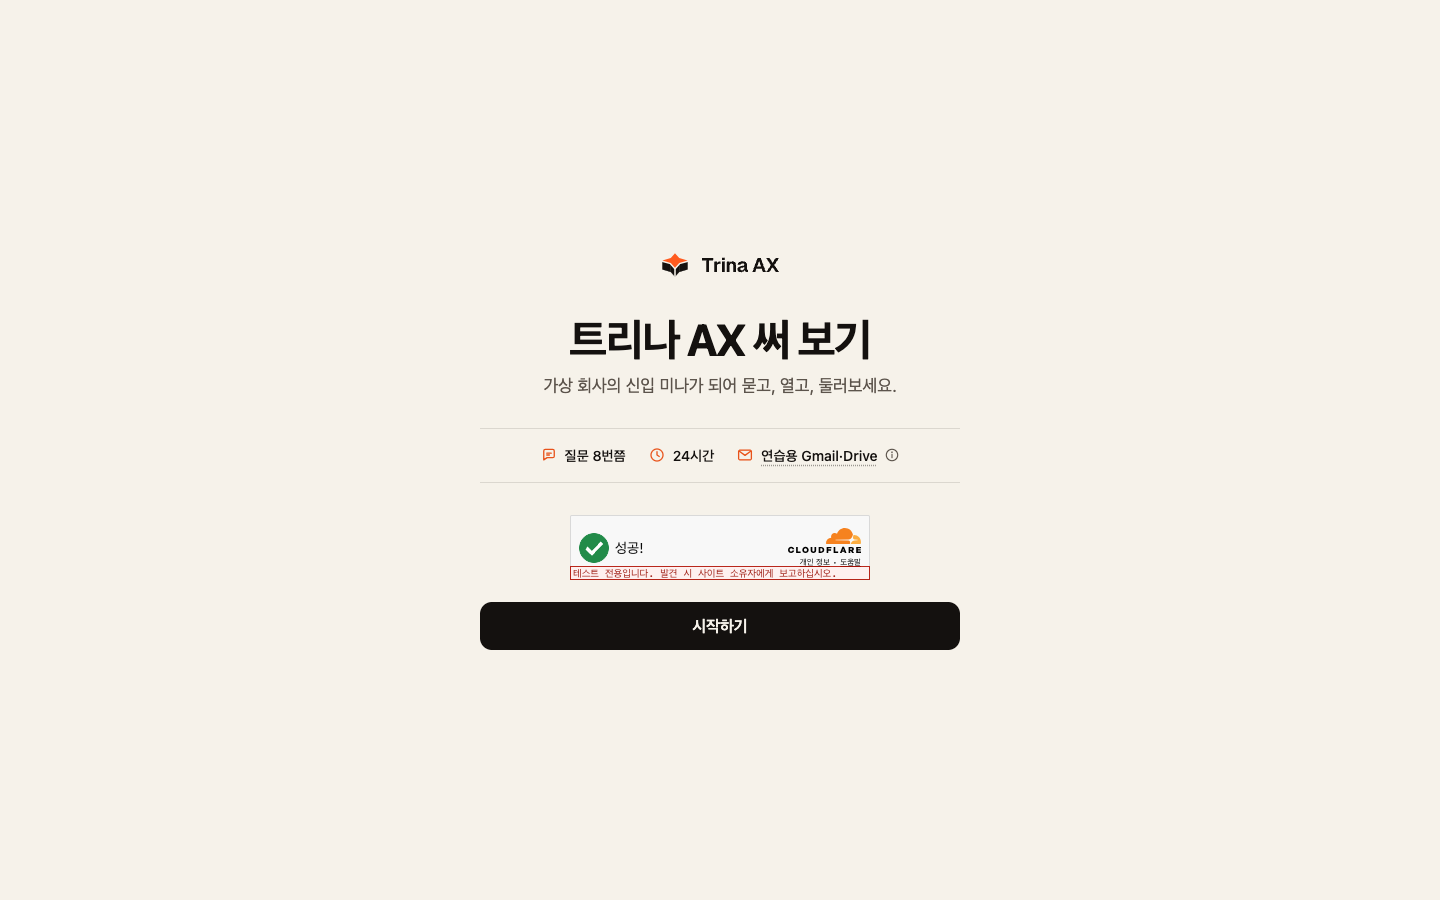 Trina AX
트리나 AX 써 보기
가상 회사의 신입 미나가 되어 묻고, 열고, 둘러보세요.
질문 8번쯤 24시간 연습용 Gmail·Drive
성공!
CLOUDFLARE
개인 정보 • 도움말
테스트 전용입니다. 발견 시 사이트 소유자에게 보고하십시오.
시작하기